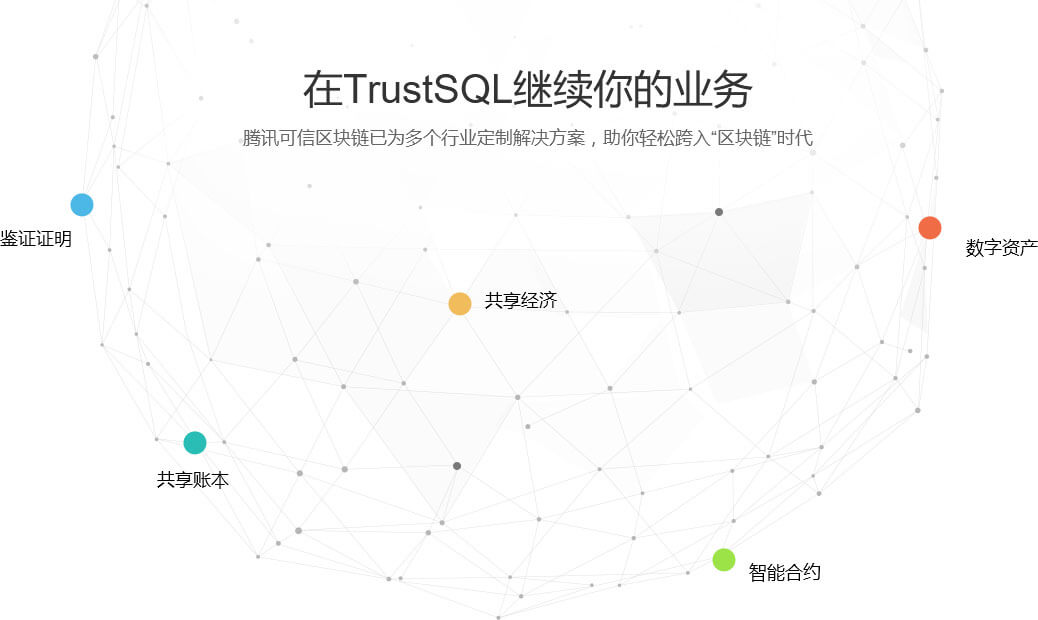 在TrustSQL继续你的业务
腾讯可信区块链已为多个行业定制解决方案，助你轻松跨入“区块链”时代
鉴证证明
数字资产
共享经济
共享账本
智能合约